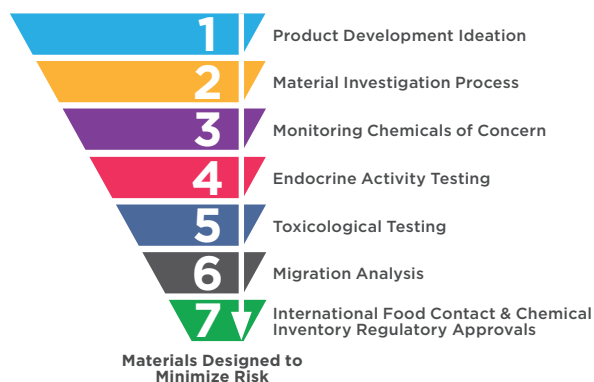 1 Product Development Ideation
2 Material Investigation Process
3 Monitoring Chemicals of Concern
4 Endocrine Activity Testing
5 Toxicological Testing
6 Migration Analysis
7 International Food Contact & Chemical
Inventory Regulatory Approvals
Materials Designed to
Minimize Risk